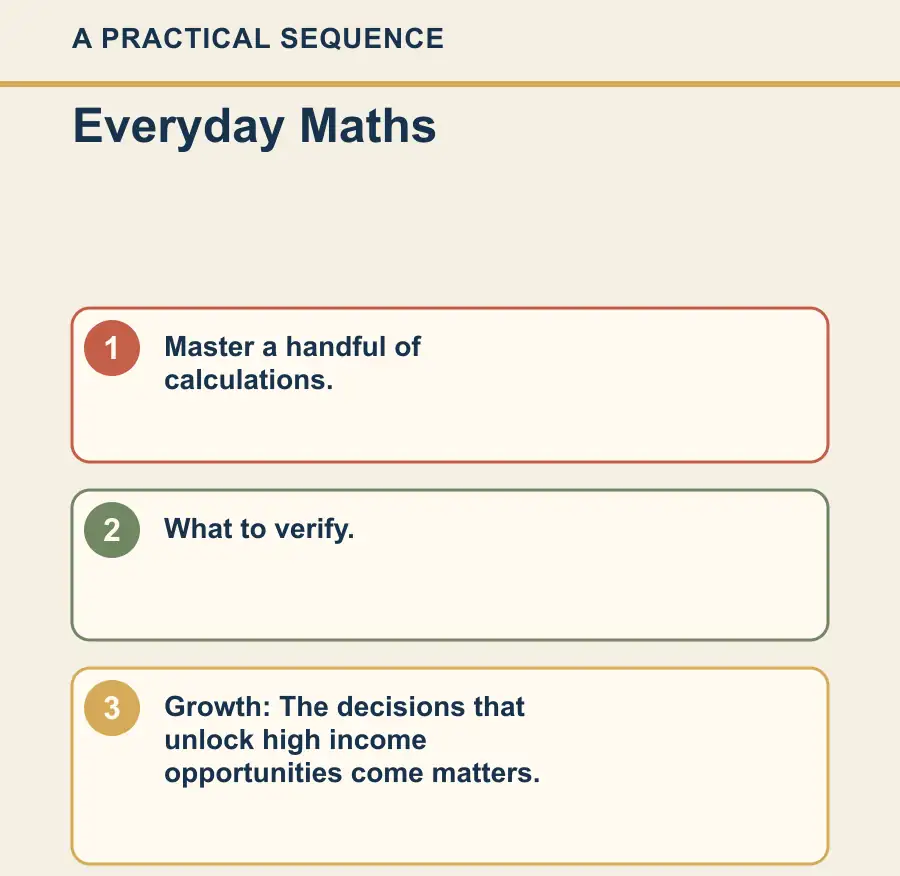 A PRACTICAL SEQUENCE
Everyday Maths
1
Master a handful of
calculations.
2
What to verify.
3
Growth: The decisions that
unlock high income
opportunities come matters.